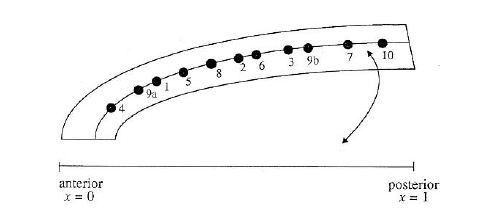 4 9a 1 5 8 2 6 3 9b 7 10
anterior posterior
x = 0 x = 1